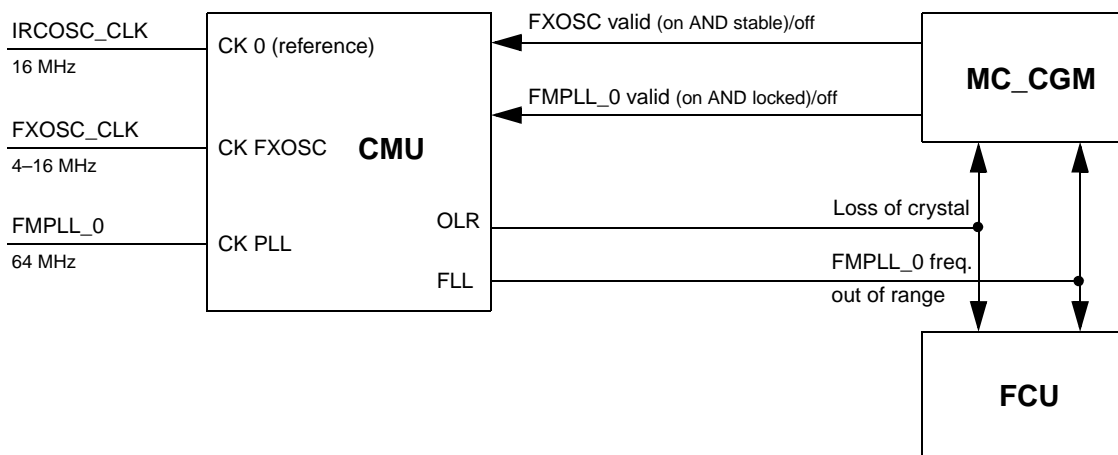 IRCOSC_CLK
16 MHz
FXOSC_CLK
4–16 MHz
FMPLL_0
64 MHz
CK 0 (reference)
CK FXOSC
CMU
CK PLL
OLR
FLL
FXOSC valid (on AND stable)/off
FMPLL_0 valid (on AND locked)/off
MC_CGM
Loss of crystal
FMPLL_0 freq.
out of range
FCU